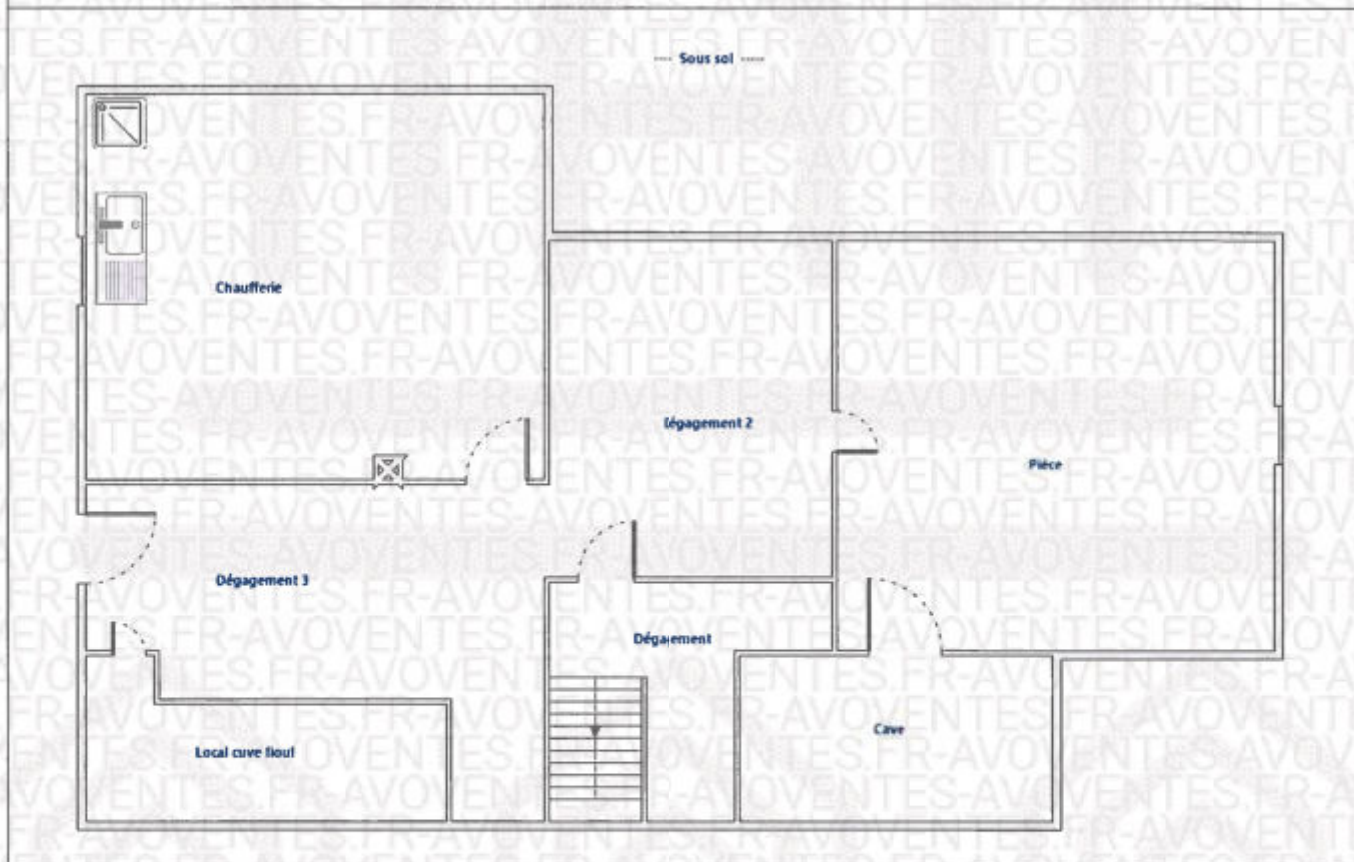 Sous sol
Chaufferie
Dégagement 2
Pièce
Dégagement 3
Dégagement
Cave
Local cuve fioul